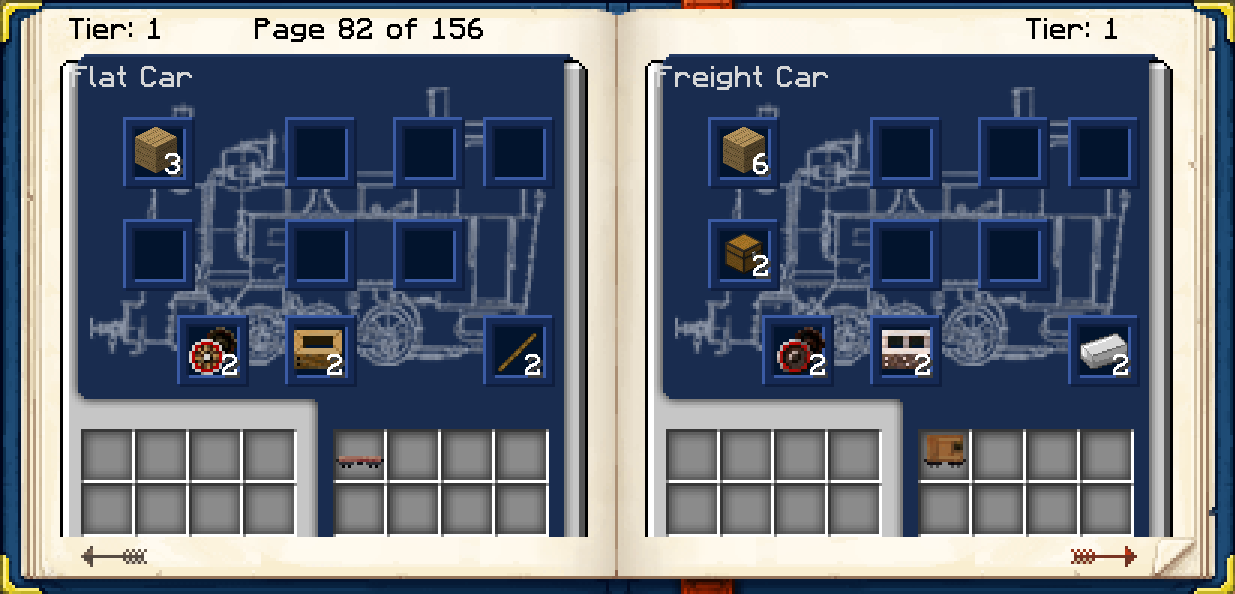 Tier: 1 Page 82 of 156
Flat Car
3
2 2 2
Tier: 1
Freight Car
6
2
2 2 2